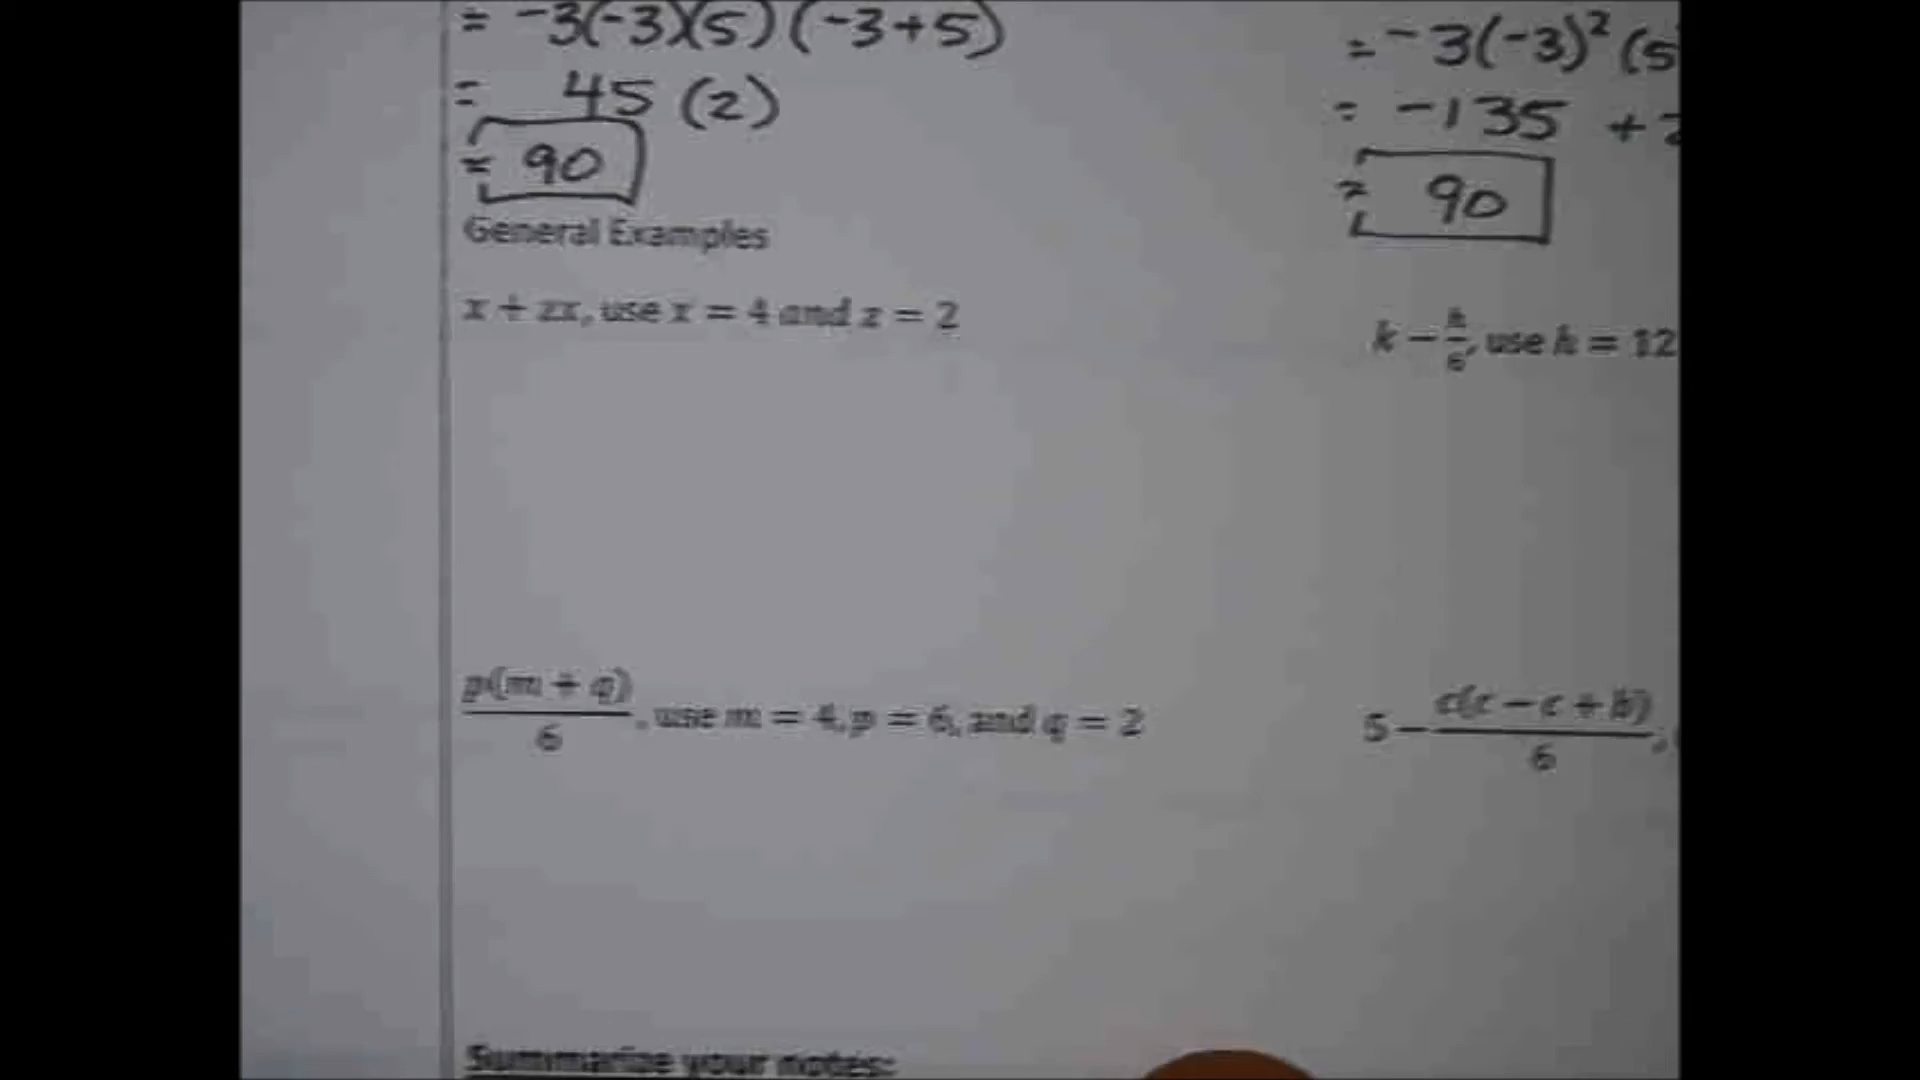 = -3(-3)(5)(-3+5)
= 45 (2)
= 90
= -3(-3)² (5
= -135 +
= 90
General Examples
x + zx, use x = 4 and z = 2
k - h/6, use h = 12
p(m + q)/6, use m = 4, p = 6, and q = 2
5 - c(c - c + b)/6,
Summarize your notes: